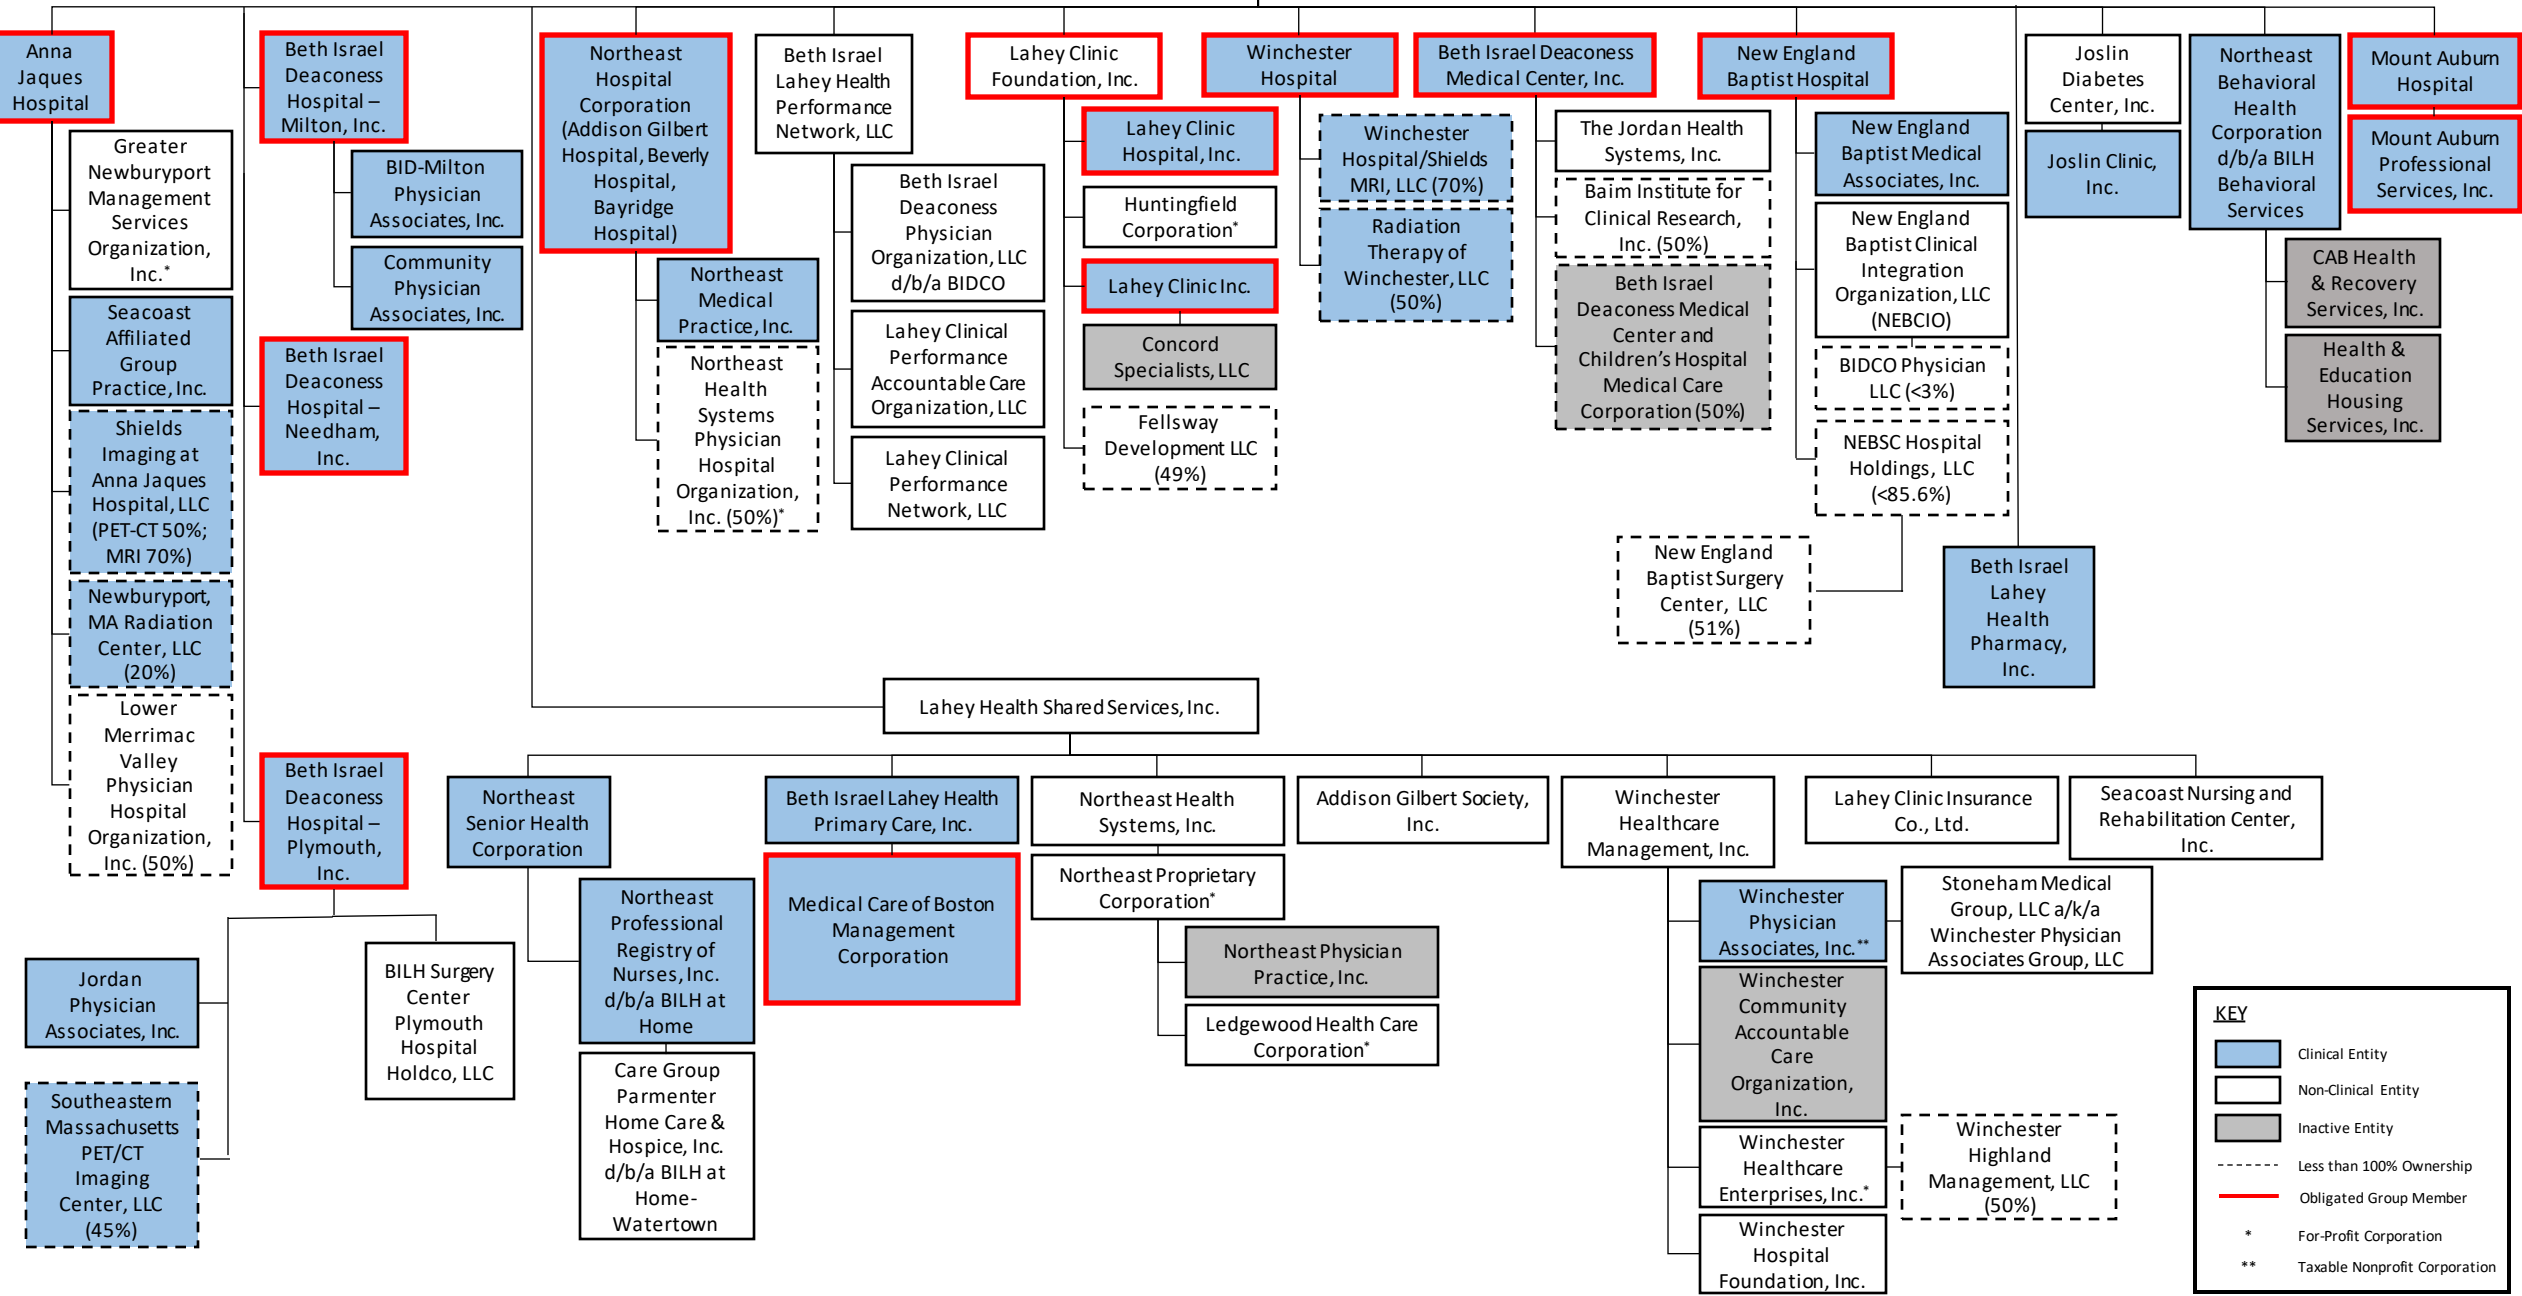 Anna
Jaques
Hospital
Greater
Newburyport
Management
Services
Organization,
Inc.*
Seacoast
Affiliated
Group
Practice, Inc.
Shields
Imaging at
Anna Jaques
Hospital, LLC
(PET-CT 50%;
MRI 70%)
Newburyport,
MA Radiation
Center, LLC
(20%)
Lower
Merrimac
Valley
Physician
Hospital
Organization,
Inc. (50%)
Beth Israel
Deaconess
Hospital –
Milton, Inc.
BID-Milton
Physician
Associates, Inc.
Community
Physician
Associates, Inc.
Beth Israel
Deaconess
Hospital –
Needham,
Inc.
Beth Israel
Deaconess
Hospital –
Plymouth,
Inc.
Jordan
Physician
Associates, Inc.
Southeastern
Massachusetts
PET/CT
Imaging
Center, LLC
(45%)
BILH Surgery
Center
Plymouth
Hospital
Holdco, LLC
Northeast
Hospital
Corporation
(Addison Gilbert
Hospital, Beverly
Hospital,
Bayridge
Hospital)
Northeast
Medical
Practice, Inc.
Northeast
Health
Systems
Physician
Hospital
Organization,
Inc. (50%)*
Beth Israel
Lahey Health
Performance
Network, LLC
Beth Israel
Deaconess
Physician
Organization, LLC
d/b/a BIDCO
Lahey Clinical
Performance
Accountable Care
Organization, LLC
Lahey Clinical
Performance
Network, LLC
Lahey Clinic
Foundation, Inc.
Lahey Clinic
Hospital, Inc.
Huntingfield
Corporation*
Lahey Clinic Inc.
Concord
Specialists, LLC
Fellsway
Development LLC
(49%)
Winchester
Hospital
Winchester
Hospital/Shields
MRI, LLC (70%)
Radiation
Therapy of
Winchester, LLC
(50%)
Beth Israel Deaconess
Medical Center, Inc.
The Jordan Health
Systems, Inc.
Baim Institute for
Clinical Research,
Inc. (50%)
Beth Israel
Deaconess Medical
Center and
Children's Hospital
Medical Care
Corporation (50%)
New England
Baptist Hospital
New England
Baptist Medical
Associates, Inc.
New England
Baptist Clinical
Integration
Organization, LLC
(NEBCIO)
BIDCO Physician
LLC (<3%)
NEBSC Hospital
Holdings, LLC
(<85.6%)
New England
Baptist Surgery
Center, LLC
(51%)
Beth Israel
Lahey
Health
Pharmacy,
Inc.
Joslin
Diabetes
Center, Inc.
Joslin Clinic,
Inc.
Northeast
Behavioral
Health
Corporation
d/b/a BILH
Behavioral
Services
CAB Health
& Recovery
Services, Inc.
Health &
Education
Housing
Services, Inc.
Mount Auburn
Hospital
Mount Auburn
Professional
Services, Inc.
Lahey Health Shared Services, Inc.
Northeast
Senior Health
Corporation
Northeast
Professional
Registry of
Nurses, Inc.
d/b/a BILH at
Home
Care Group
Parmenter
Home Care &
Hospice, Inc.
d/b/a BILH at
Home-
Watertown
Beth Israel Lahey Health
Primary Care, Inc.
Medical Care of Boston
Management
Corporation
Northeast Health
Systems, Inc.
Northeast Proprietary
Corporation*
Northeast Physician
Practice, Inc.
Ledgewood Health Care
Corporation*
Addison Gilbert Society,
Inc.
Winchester
Healthcare
Management, Inc.
Winchester
Physician
Associates, Inc.**
Stoneham Medical
Group, LLC a/k/a
Winchester Physician
Associates Group, LLC
Winchester
Community
Accountable
Care
Organization,
Inc.
Winchester
Healthcare
Enterprises, Inc.*
Winchester
Highland
Management, LLC
(50%)
Winchester
Hospital
Foundation, Inc.
Lahey Clinic Insurance
Co., Ltd.
Seacoast Nursing and
Rehabilitation Center,
Inc.
KEY
Clinical Entity
Non-Clinical Entity
Inactive Entity
Less than 100% Ownership
Obligated Group Member
* For-Profit Corporation
** Taxable Nonprofit Corporation